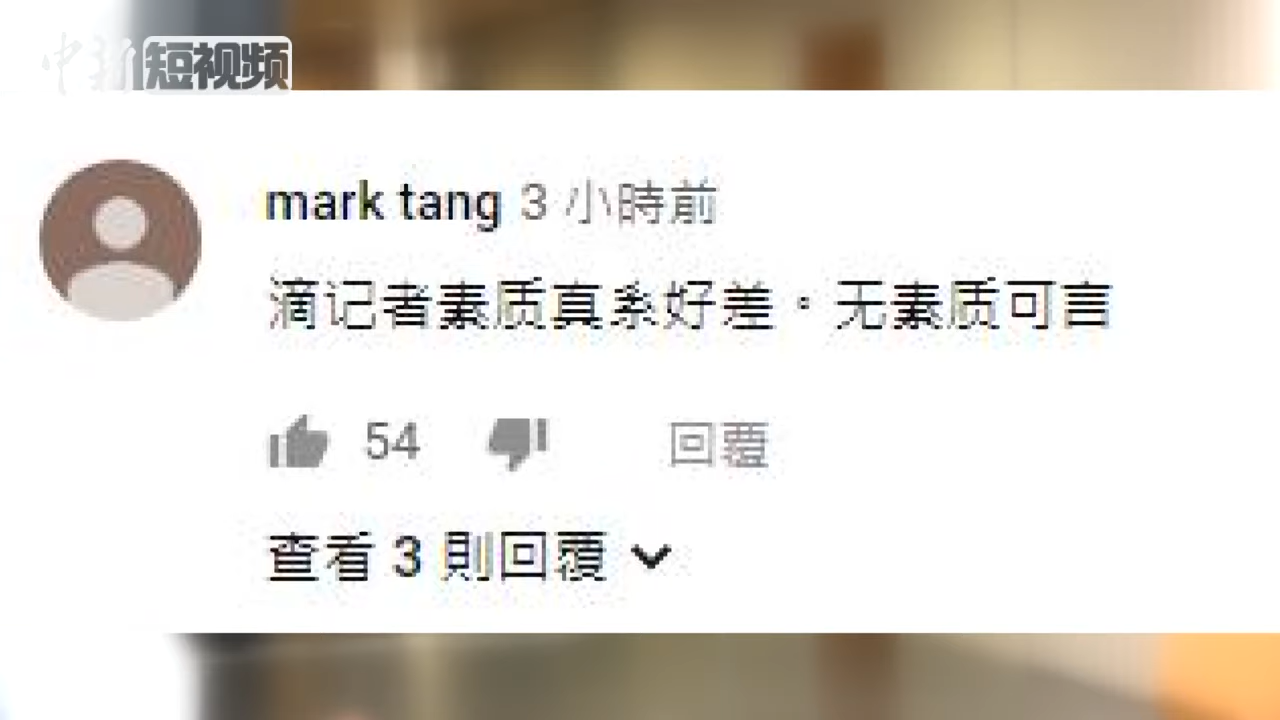 中新短视频
mark tang 3 小時前
滴记者素质真系好差，无素质可言
54 回覆
查看 3 則回覆